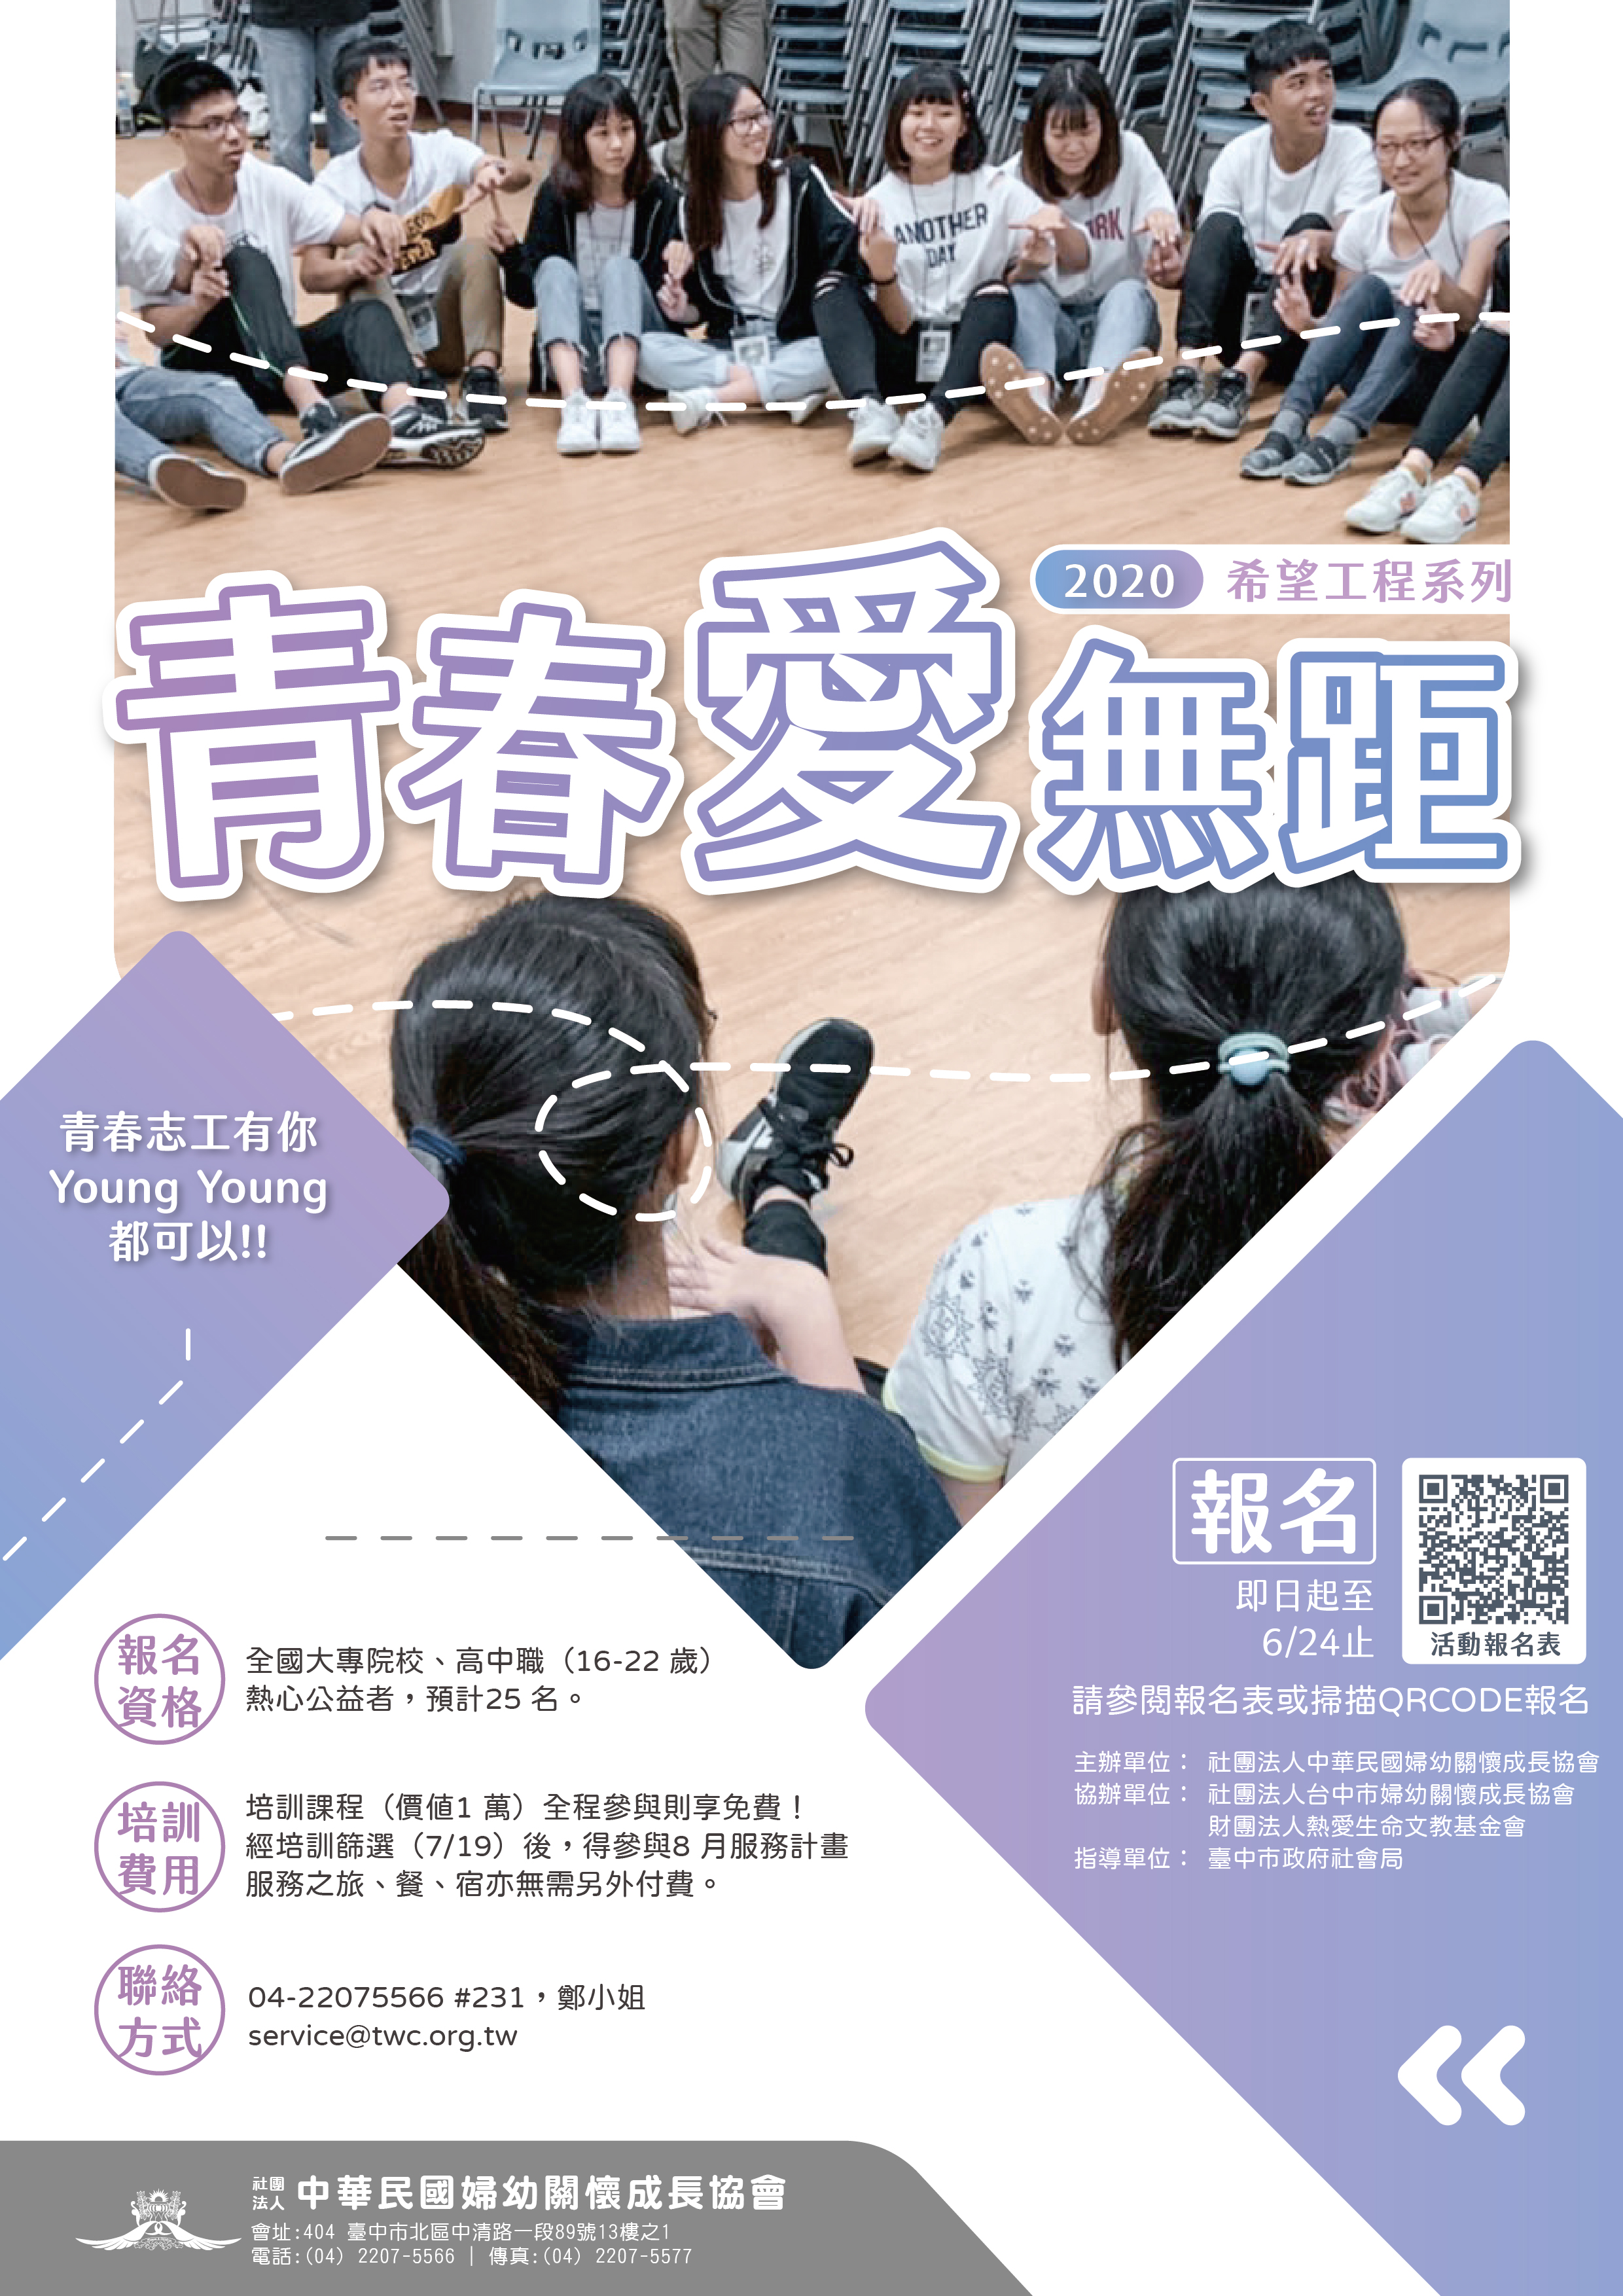 ANOTHER
DAY
2020 希望工程系列
青春愛無距
青春志工有你
Young Young
都可以!!
報名
即日起至
6/24止
活動報名表
請參閱報名表或掃描QRCODE報名
主辦單位： 社團法人中華民國婦幼關懷成長協會
協辦單位： 社團法人台中市婦幼關懷成長協會
財團法人熱愛生命文教基金會
指導單位： 臺中市政府社會局
報名
資格
全國大專院校、高中職（16-22 歲）
熱心公益者，預計25 名。
培訓
費用
培訓課程（價值1 萬）全程參與則享免費！
經培訓篩選（7/19）後，得參與8 月服務計畫
服務之旅、餐、宿亦無需另外付費。
聯絡
方式
04-22075566 #231，鄭小姐
service@twc.org.tw
社團
法人 中華民國婦幼關懷成長協會
會址:404 臺中市北區中清路一段89號13樓之1
電話:(04) 2207-5566 | 傳真:(04) 2207-5577